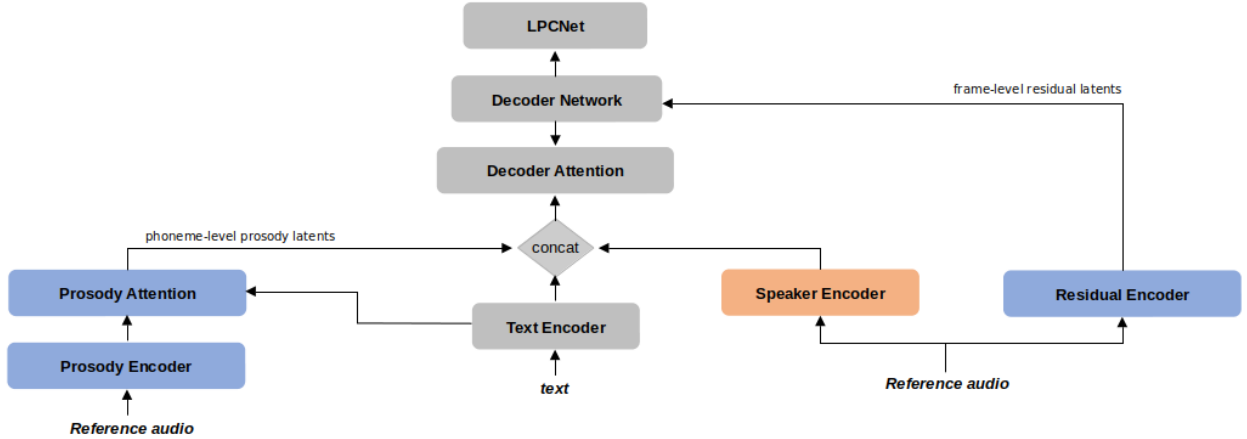 LPCNet
Decoder Network
frame-level residual latents
Decoder Attention
phoneme-level prosody latents
concat
Prosody Attention
Speaker Encoder
Residual Encoder
Text Encoder
Prosody Encoder
text
Reference audio
Reference audio